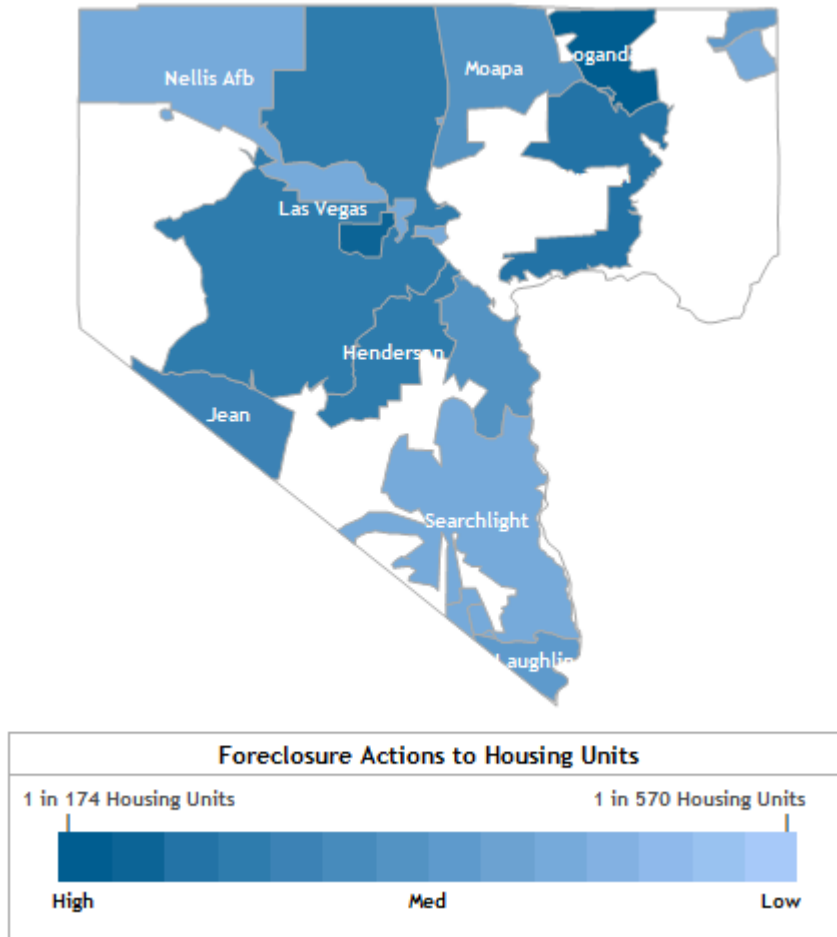 Nellis Afb
Moapa
Las Vegas
Henderson
Jean
Searchlight
Laughlin
Foreclosure Actions to Housing Units
1 in 174 Housing Units
1 in 570 Housing Units
High
Med
Low